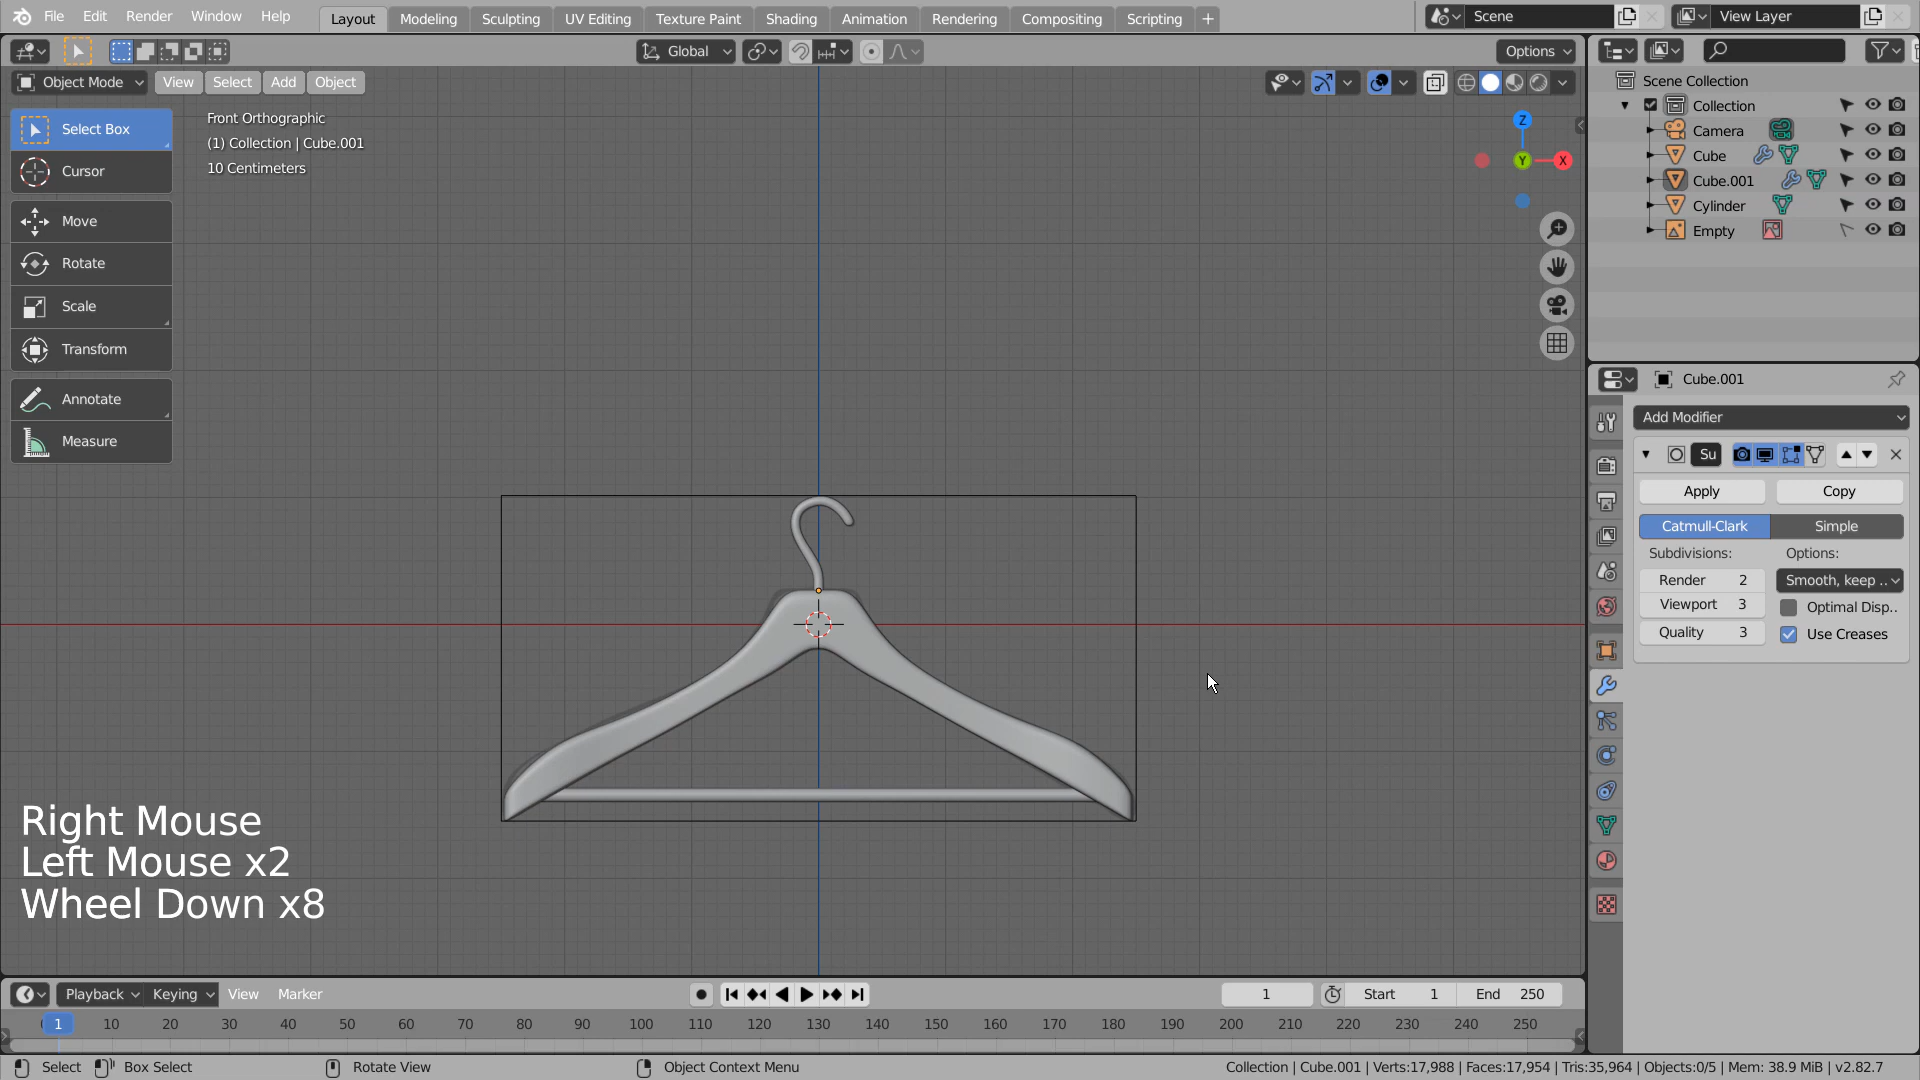 File Edit Render Window Help Layout Modeling Sculpting UV Editing Texture Paint Shading Animation Rendering Compositing Scripting + Scene View Layer
Global Options
Object Mode View Select Add Object
Select Box
Cursor
Move
Rotate
Scale
Transform
Annotate
Measure
Front Orthographic
(1) Collection | Cube.001
10 Centimeters
Z
Y
X
Scene Collection
Collection
Camera
Cube
Cube.001
Cylinder
Empty
Cube.001
Add Modifier
Su
Apply Copy
Catmull-Clark Simple
Subdivisions: Options:
Render 2 Smooth, keep ..
Viewport 3 Optimal Disp..
Quality 3 Use Creases
Right Mouse
Left Mouse x2
Wheel Down x8
Playback Keying View Marker 1 Start 1 End 250
1 10 20 30 40 50 60 70 80 90 100 110 120 130 140 150 160 170 180 190 200 210 220 230 240 250
Select Box Select Rotate View Object Context Menu Collection | Cube.001 | Verts:17,988 | Faces:17,954 | Tris:35,964 | Objects:0/5 | Mem: 38.9 MiB | v2.82.7